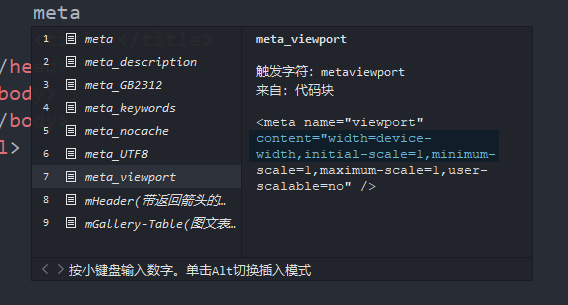 meta
</title>
/head>
body>
/body>
l>
1 meta
2 meta_description
3 meta_GB2312
4 meta_keywords
5 meta_nocache
6 meta_UTF8
7 meta_viewport
8 mHeader(带返回箭头的…
9 mGallery-Table(图文表…
meta_viewport
触发字符: metaviewport
来自: 代码块
<meta name="viewport"
content="width=device-
width,initial-scale=1,minimum-
scale=1,maximum-scale=1,user-
scalable=no" />
< > 按小键盘输入数字。单击Alt切换插入模式